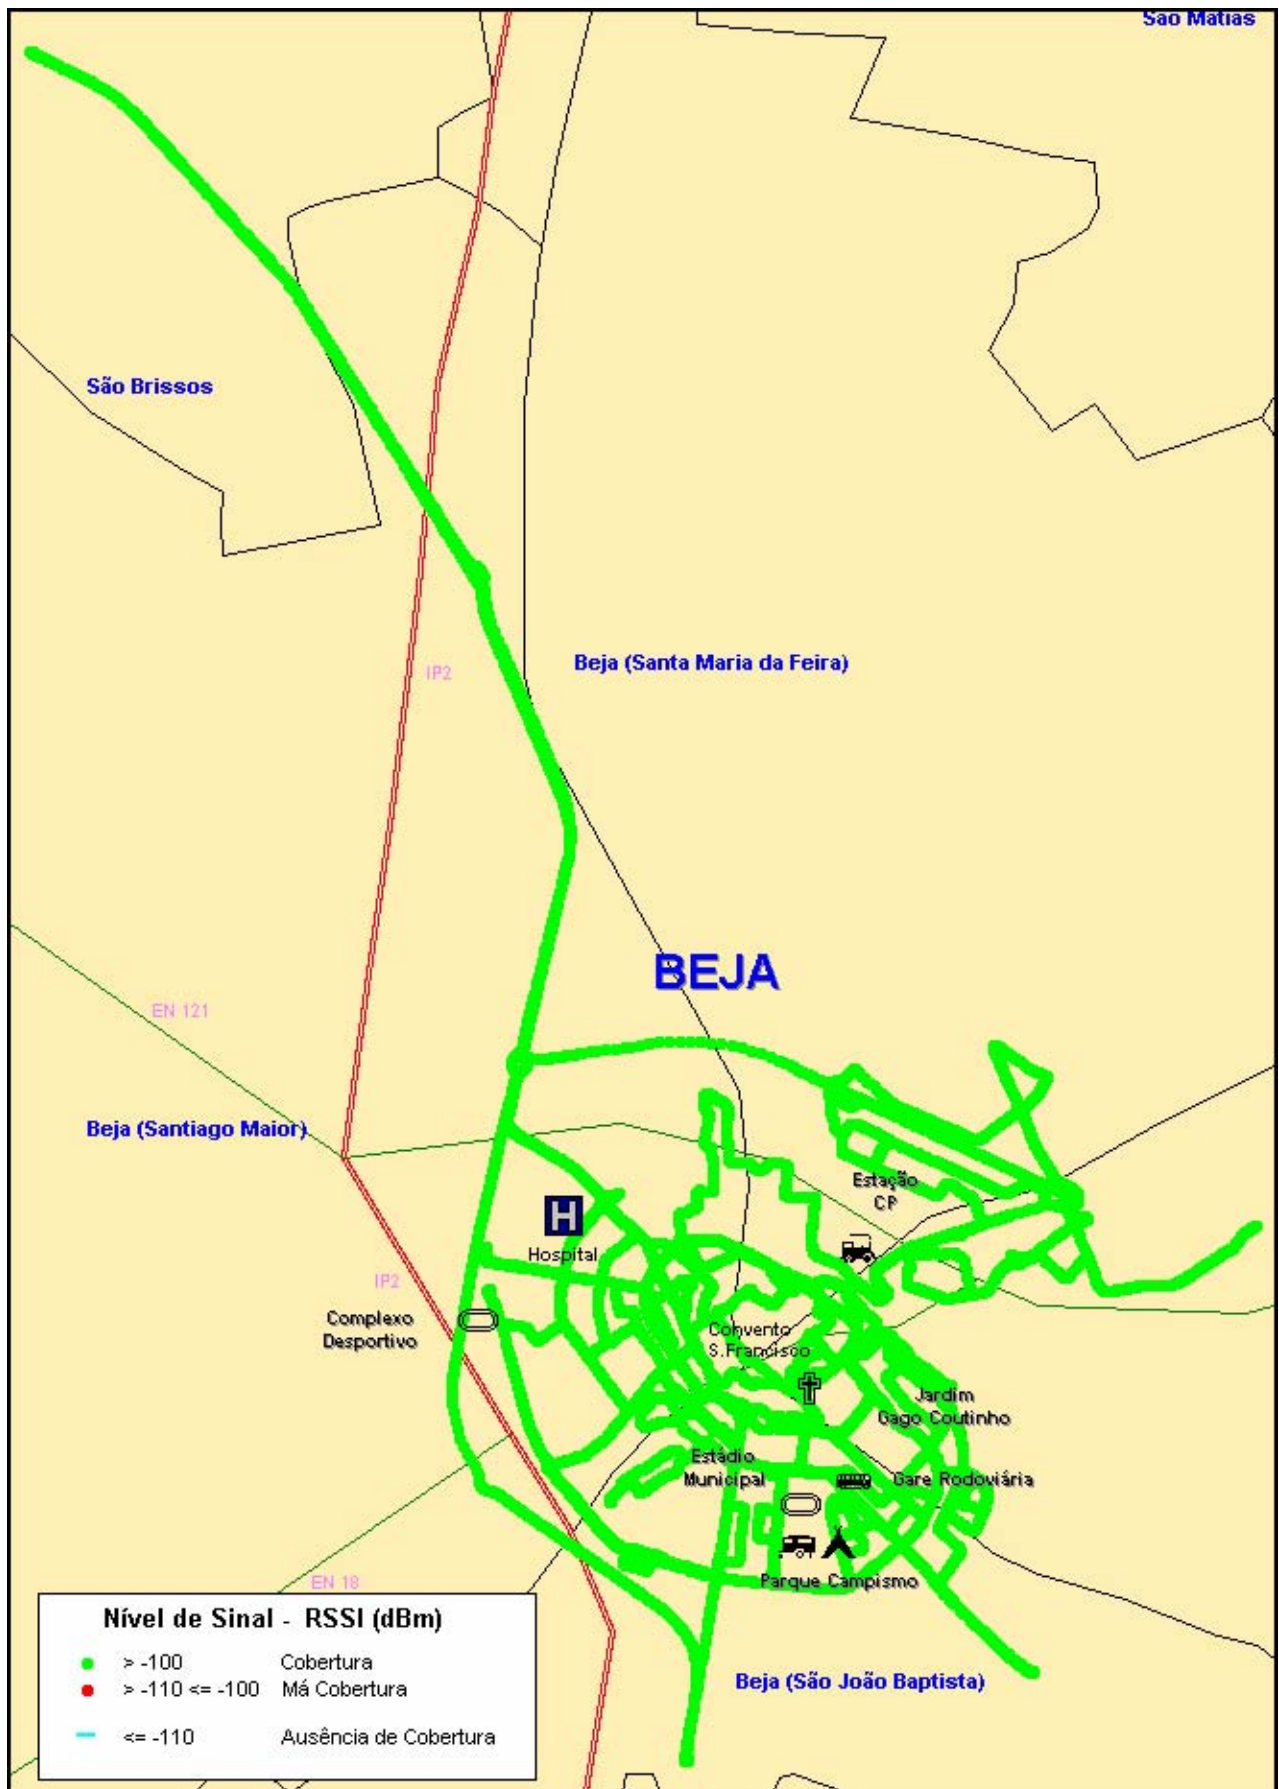 Sao Matias
São Brissos
IP2
Beja (Santa Maria da Feira)
BEJA
EN 121
Beja (Santiago Maior)
Estação
CP
H
Hospital
IP2
Complexo
Desportivo
Convento
S.Francisco
Jardim
Gago Coutinho
Estádio
Municipal
Gare Rodoviária
Parque Campismo
EN 18
Beja (São João Baptista)
Nível de Sinal - RSSI (dBm)
> -100 Cobertura
> -110 <= -100 Má Cobertura
<= -110 Ausência de Cobertura